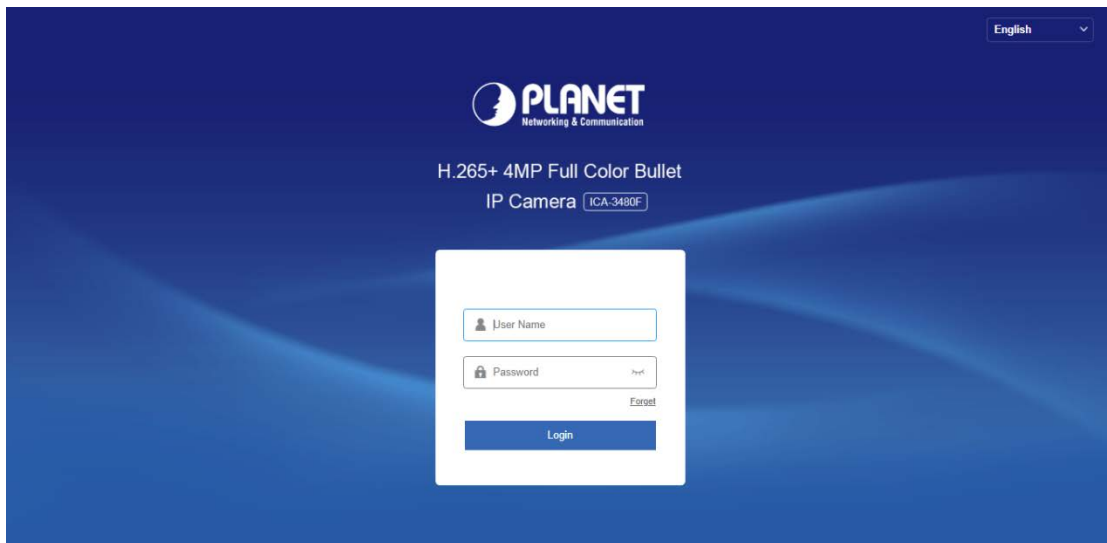 English
PLANET
Networking & Communication
H.265+ 4MP Full Color Bullet
IP Camera ICA-3480F
User Name
Password
Forget
Login